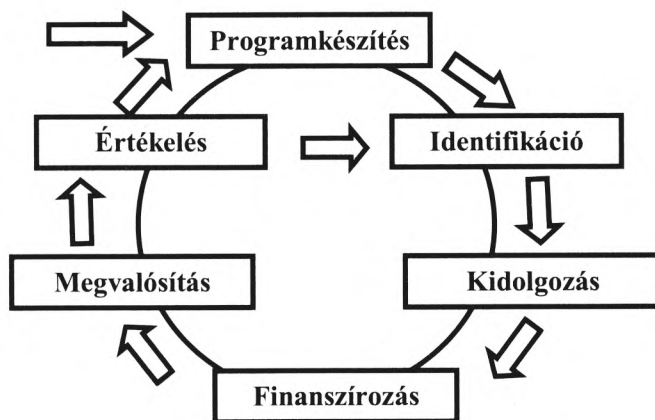 Programkészítés
Értékelés
Identifikáció
Megvalósítás
Kidolgozás
Finanszírozás